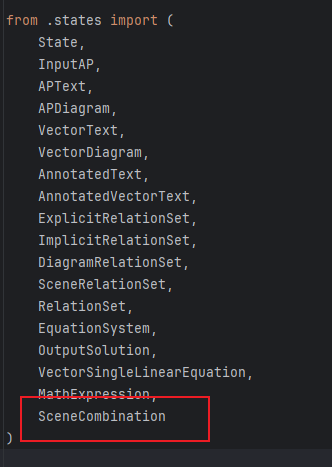 from .states import (
    State,
    InputAP,
    APText,
    APDiagram,
    VectorText,
    VectorDiagram,
    AnnotatedText,
    AnnotatedVectorText,
    ExplicitRelationSet,
    ImplicitRelationSet,
    DiagramRelationSet,
    SceneRelationSet,
    RelationSet,
    EquationSystem,
    OutputSolution,
    VectorSingleLinearEquation,
    MathExpression,
    SceneCombination
)